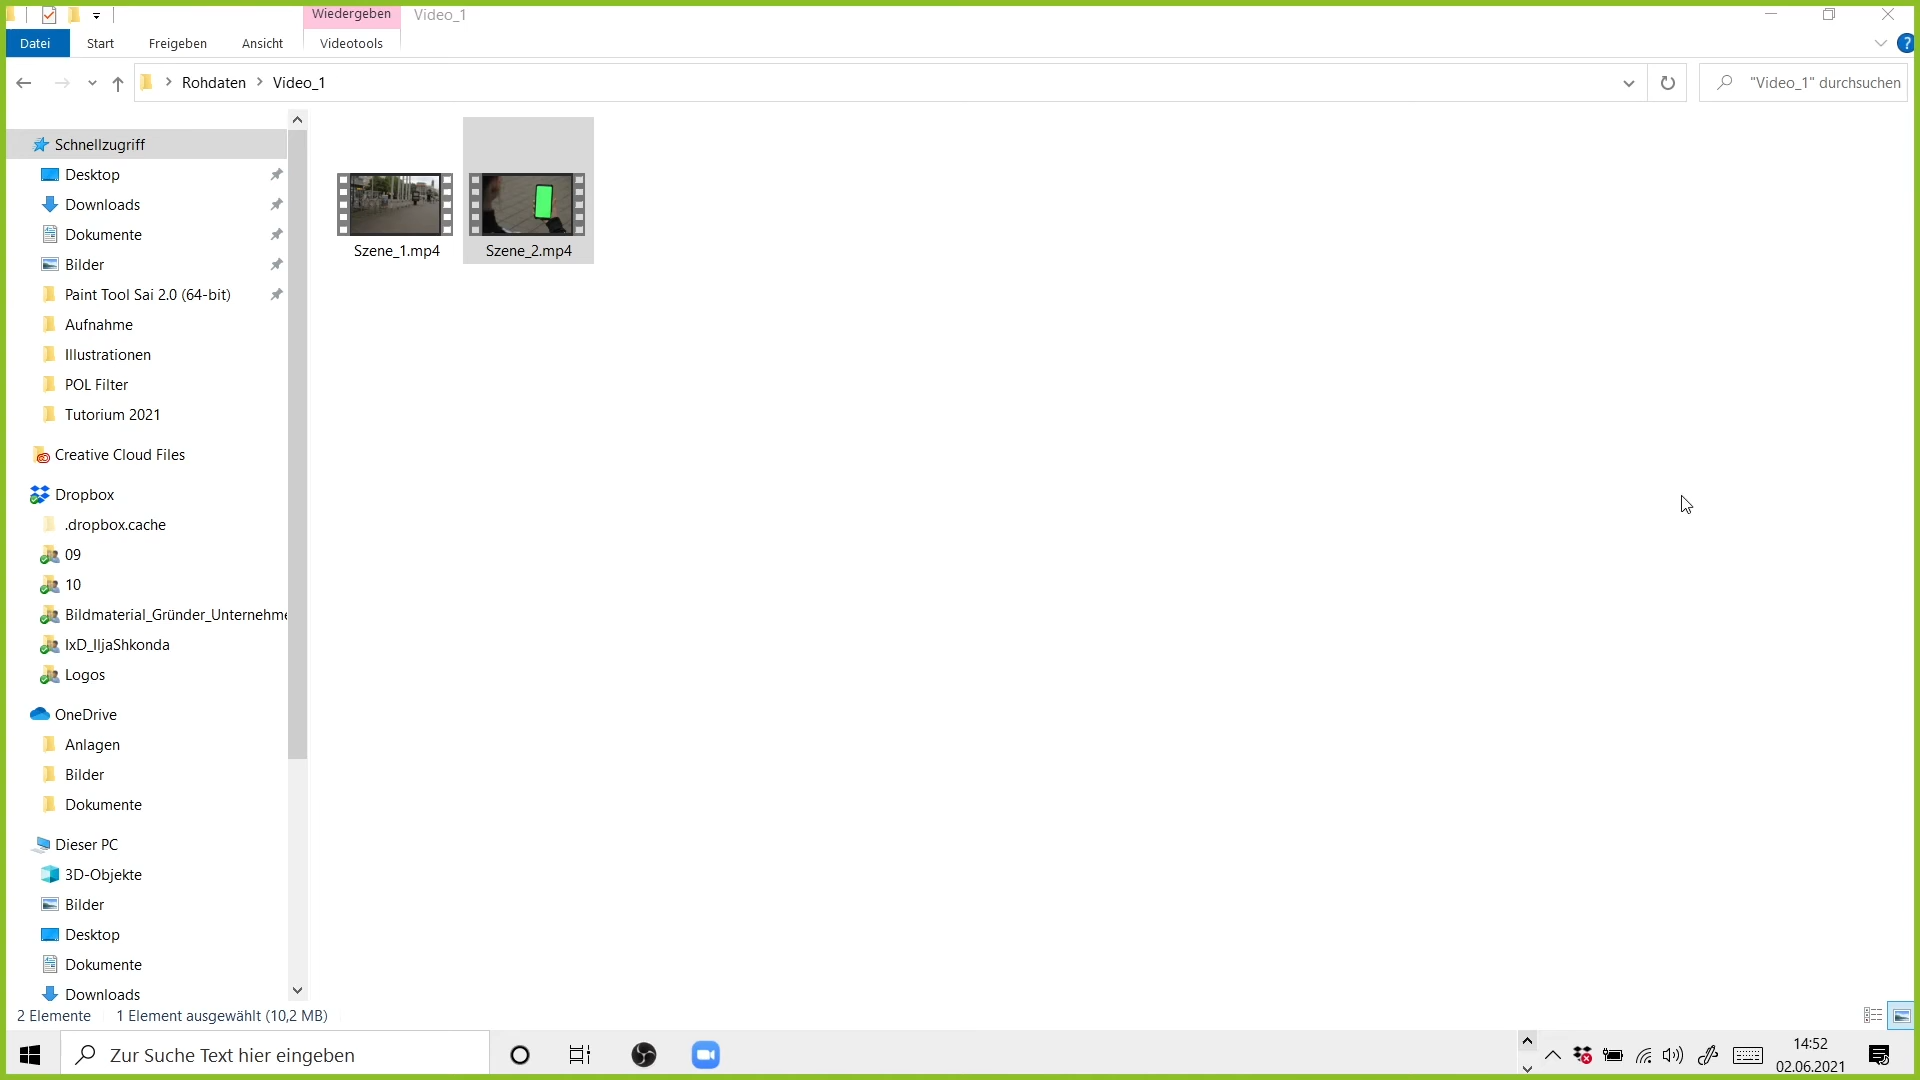 Wiedergeben
Video_1
Datei
Start
Freigeben
Ansicht
Videotools
?
Rohdaten
Video_1
"Video_1" durchsuchen
Schnellzugriff
Desktop
Downloads
Dokumente
Bilder
Paint Tool Sai 2.0 (64-bit)
Aufnahme
Illustrationen
POL Filter
Tutorium 2021
Creative Cloud Files
Dropbox
.dropbox.cache
09
10
Bildmaterial_Gründer_Unternehme
IxD_IljaShkonda
Logos
OneDrive
Anlagen
Bilder
Dokumente
Dieser PC
3D-Objekte
Bilder
Desktop
Dokumente
Downloads
Szene_1.mp4
Szene_2.mp4
2 Elemente
1 Element ausgewählt (10,2 MB)
Zur Suche Text hier eingeben
14:52
02.06.2021